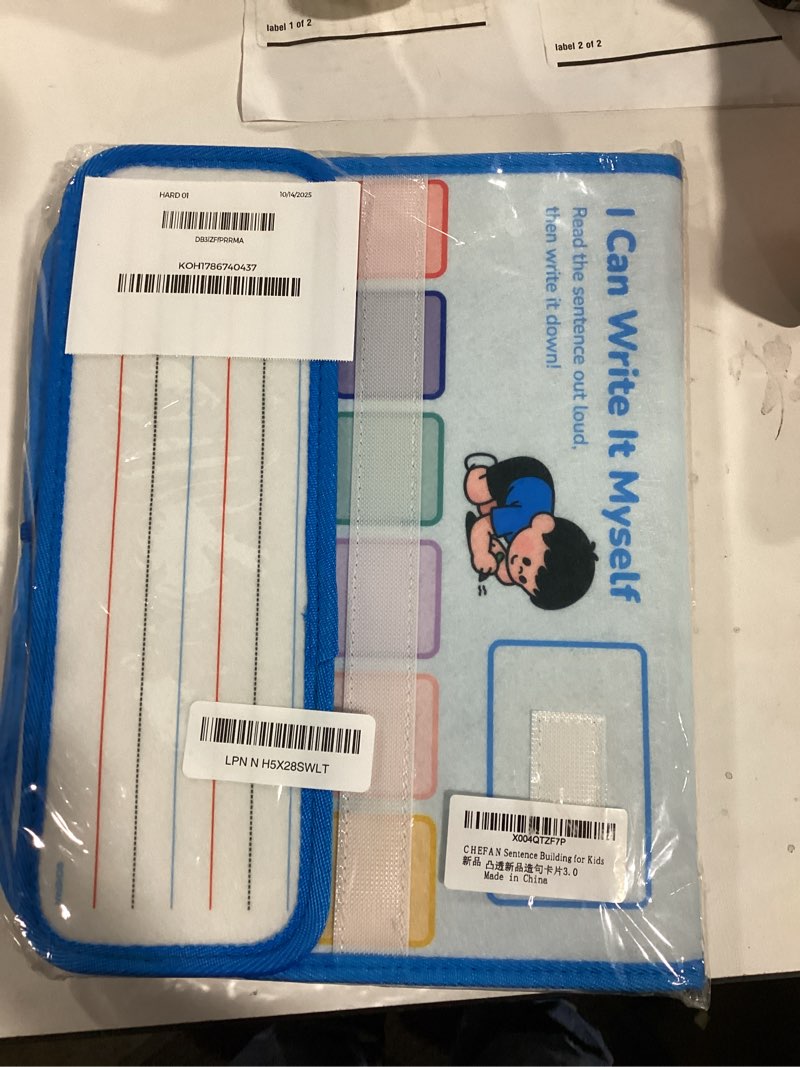 label 1 of 2
label 2 of 2
HARD 01
10/14/2025
DB3IZFPRRMA
KOH1786740437
I Can Write It Myself
Read the sentence out loud,
then write it down!
LPN N H5X28SWLT
X004QTZF7P
CHEFAN Sentence Building for Kids
新品 凸透新品造句卡片3.0
Made in China